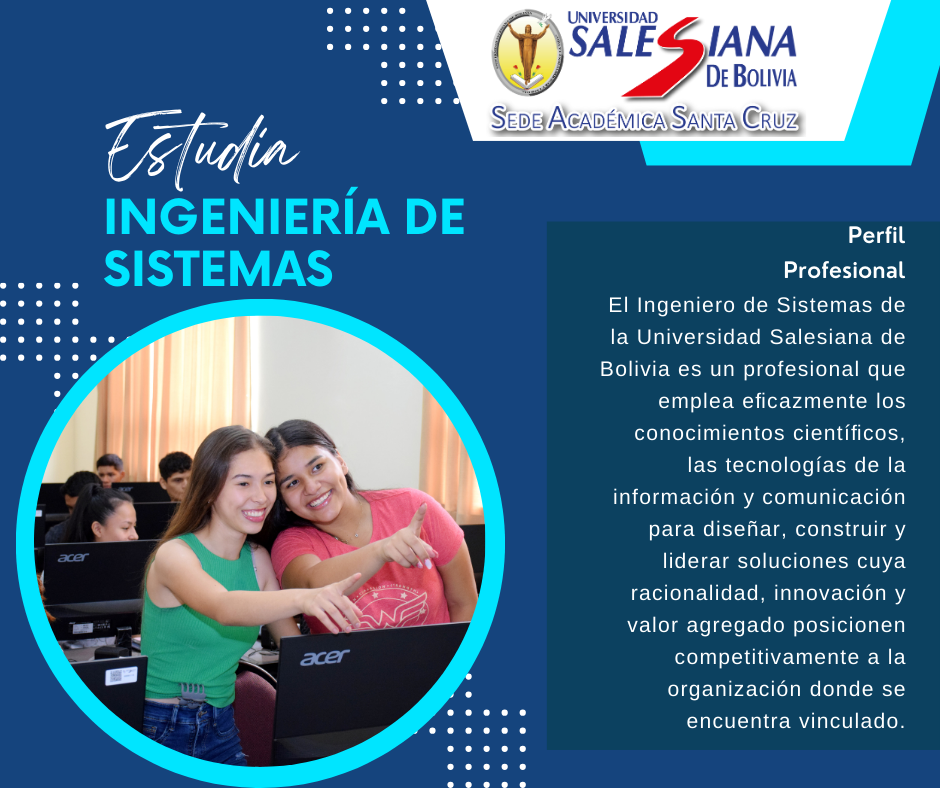 UNIVERSIDAD
SALESIANA
DE BOLIVIA
SEDE ACADÉMICA SANTA CRUZ
Estudia
INGENIERÍA DE
SISTEMAS
Perfil
Profesional
El Ingeniero de Sistemas de
la Universidad Salesiana de
Bolivia es un profesional que
emplea eficazmente los
conocimientos científicos,
las tecnologías de la
información y comunicación
para diseñar, construir y
liderar soluciones cuya
racionalidad, innovación y
valor agregado posicionen
competitivamente a la
organización donde se
encuentra vinculado.
acer
acer